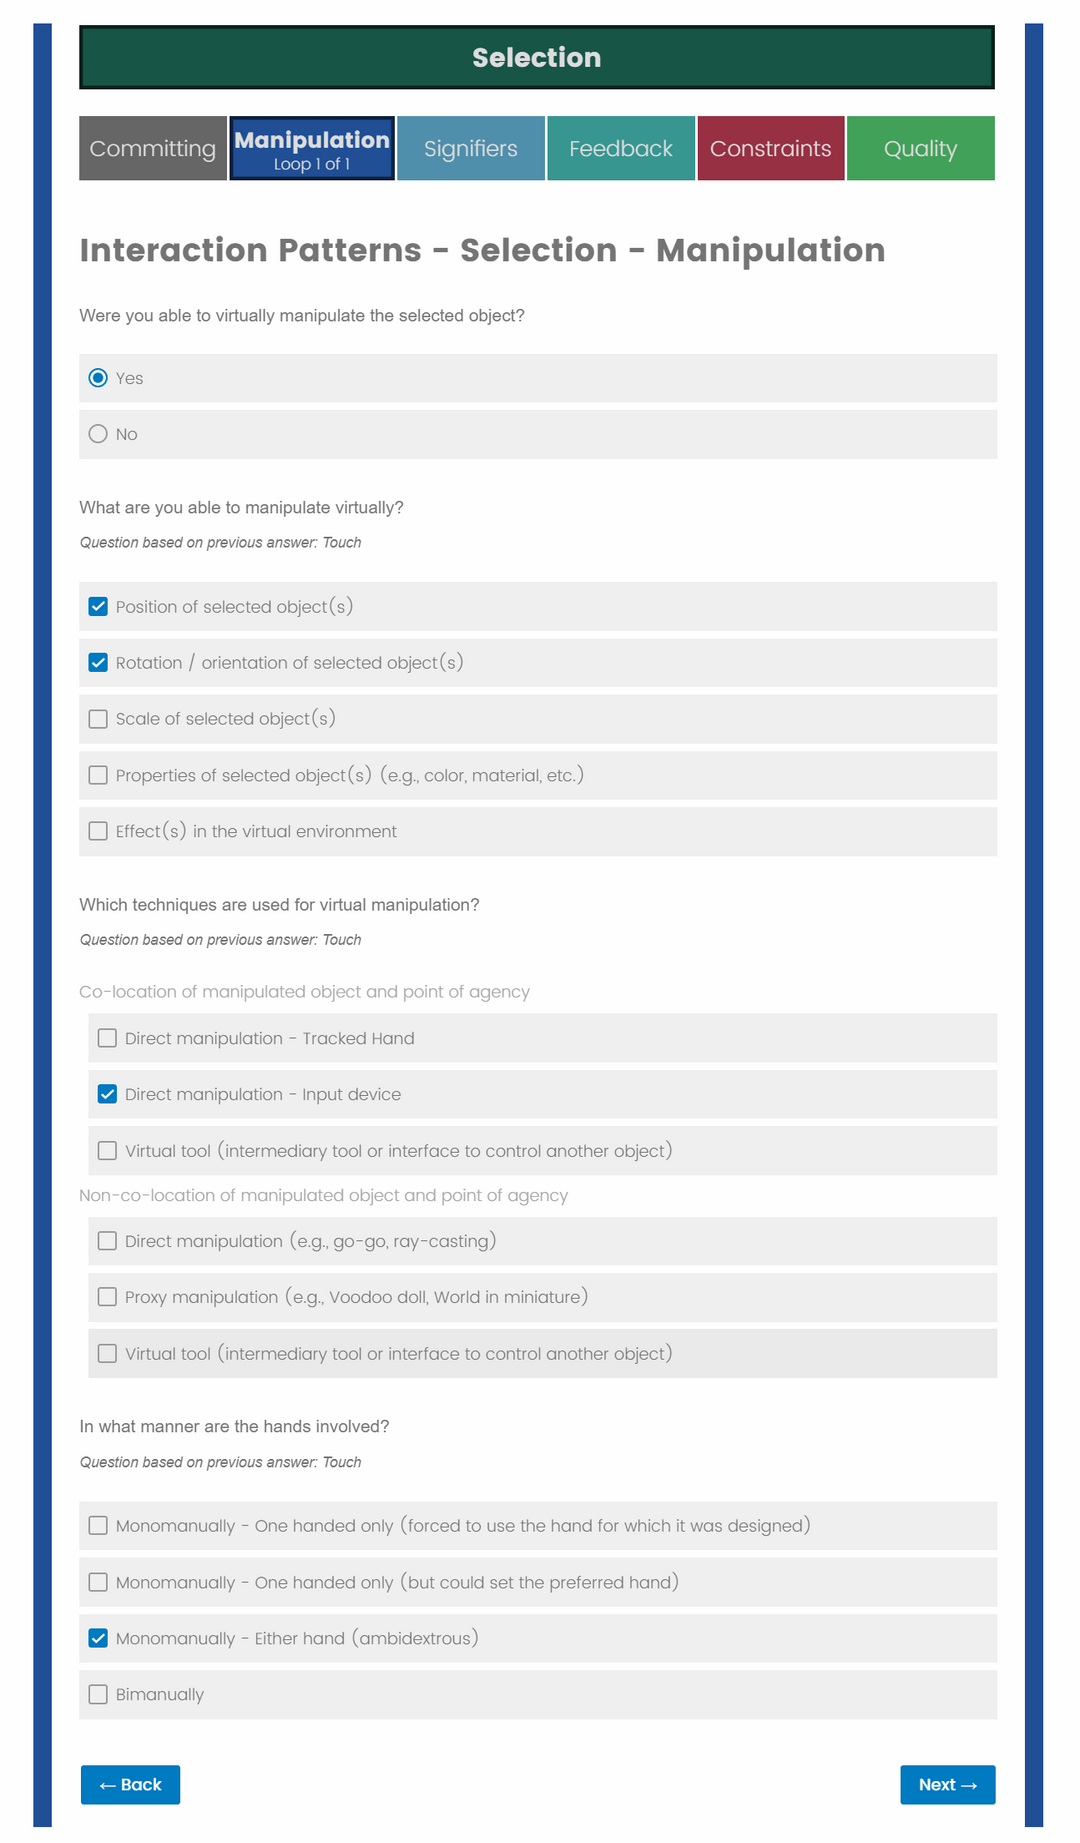 Selection
Committing
Manipulation
Loop 1 of 1
Signifiers
Feedback
Constraints
Quality
Interaction Patterns - Selection - Manipulation
Were you able to virtually manipulate the selected object?
Yes
No
What are you able to manipulate virtually?
Question based on previous answer: Touch
Position of selected object(s)
Rotation / orientation of selected object(s)
Scale of selected object(s)
Properties of selected object(s) (e.g., color, material, etc.)
Effect(s) in the virtual environment
Which techniques are used for virtual manipulation?
Question based on previous answer: Touch
Co-location of manipulated object and point of agency
Direct manipulation - Tracked Hand
Direct manipulation - Input device
Virtual tool (intermediary tool or interface to control another object)
Non-co-location of manipulated object and point of agency
Direct manipulation (e.g., go-go, ray-casting)
Proxy manipulation (e.g., Voodoo doll, World in miniature)
Virtual tool (intermediary tool or interface to control another object)
In what manner are the hands involved?
Question based on previous answer: Touch
Monomanually - One handed only (forced to use the hand for which it was designed)
Monomanually - One handed only (but could set the preferred hand)
Monomanually - Either hand (ambidextrous)
Bimanually
← Back
Next →